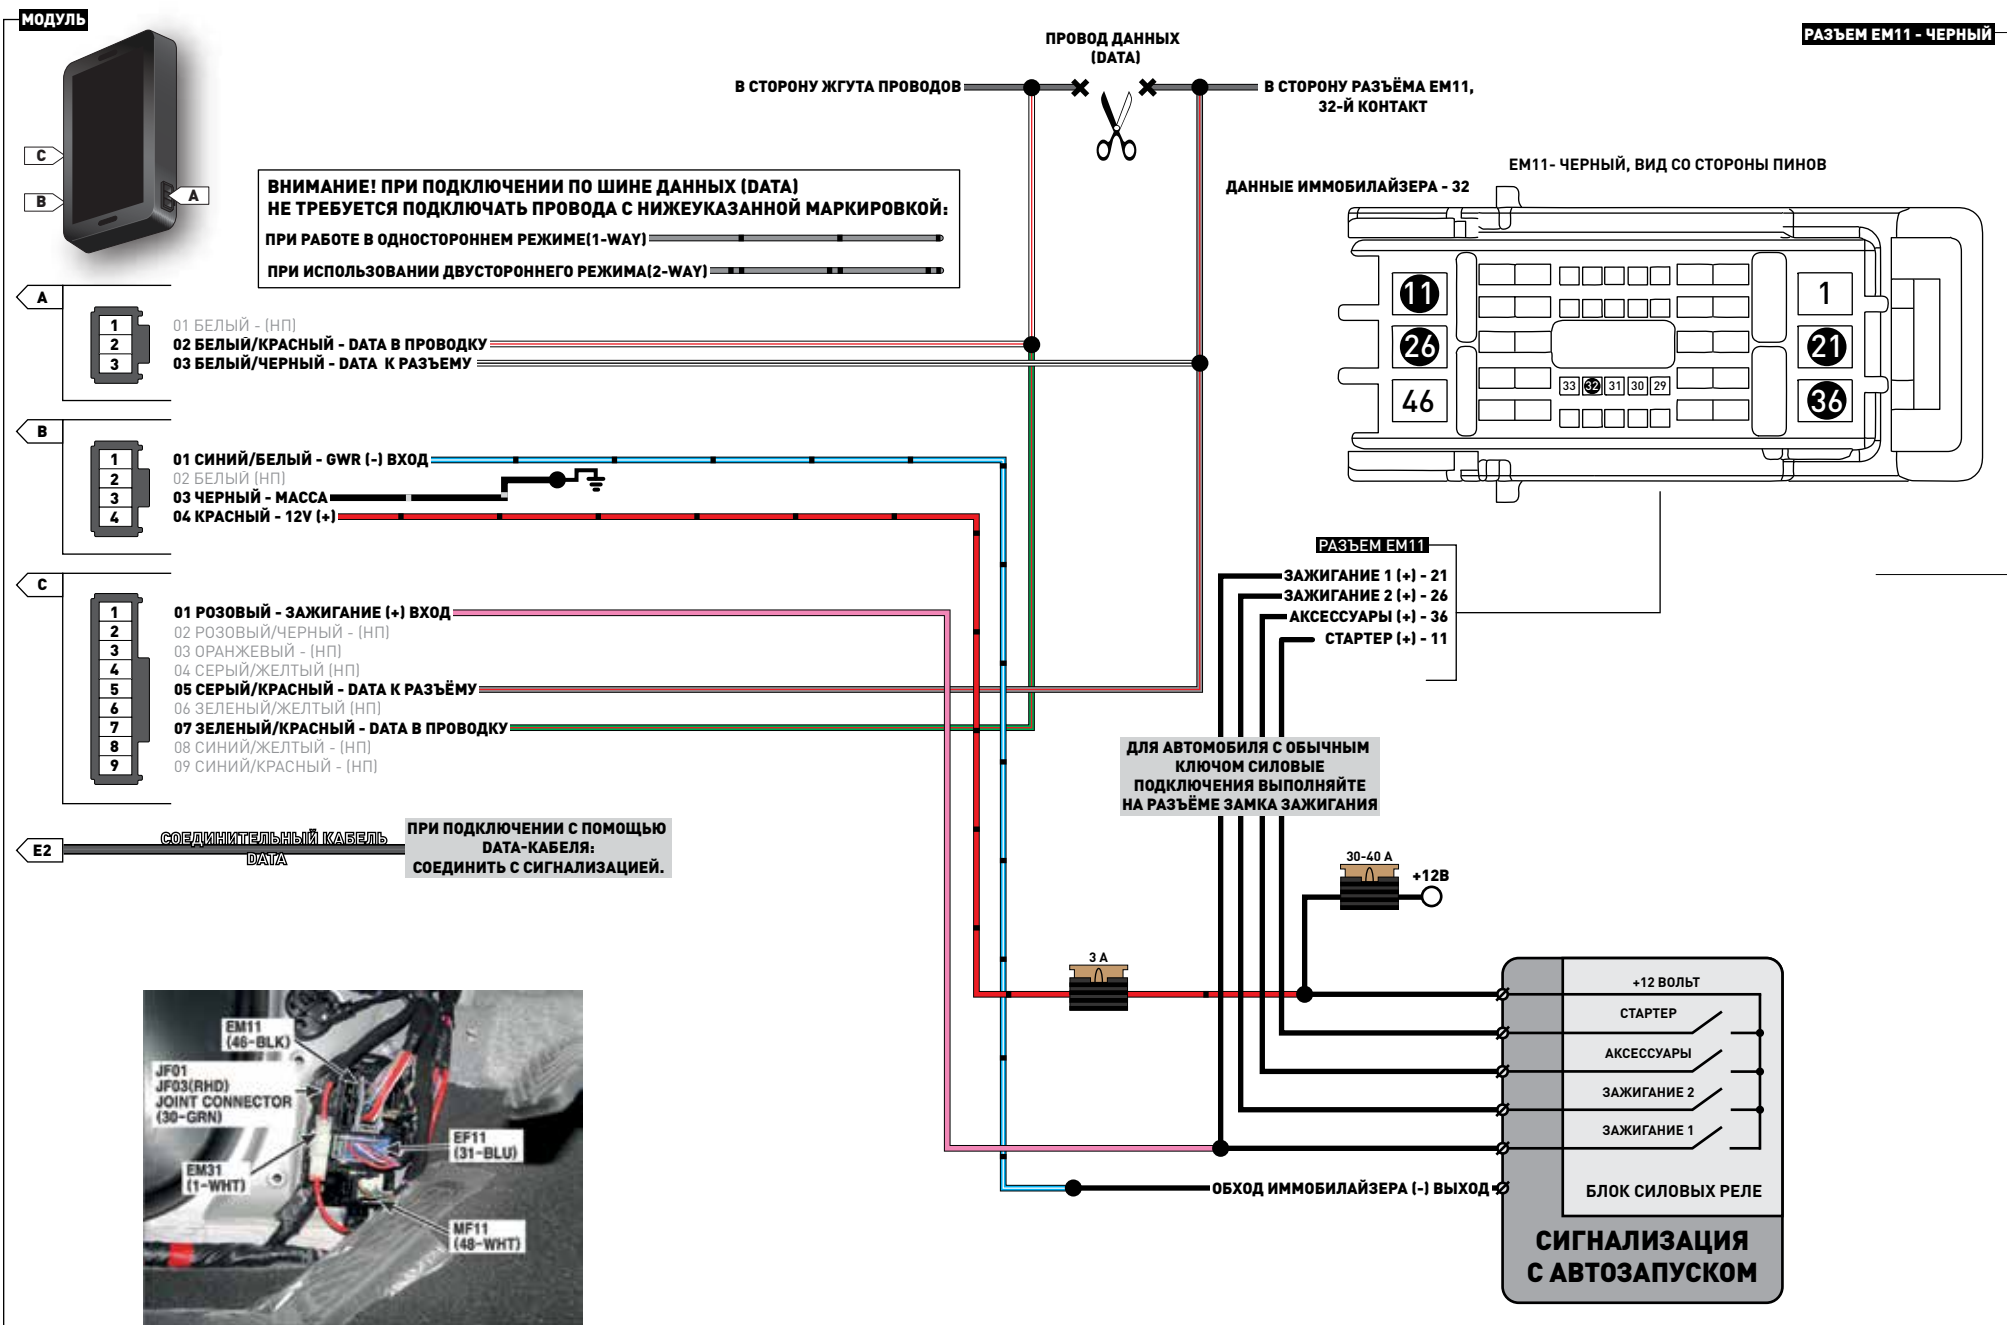 МОДУЛЬ
РАЗЪЕМ EM11 - ЧЕРНЫЙ
C
B
A
ПРОВОД ДАННЫХ
(DATA)
В СТОРОНУ ЖГУТА ПРОВОДОВ
В СТОРОНУ РАЗЪЁМА EM11,
32-Й КОНТАКТ
ВНИМАНИЕ! ПРИ ПОДКЛЮЧЕНИИ ПО ШИНЕ ДАННЫХ (DATA)
НЕ ТРЕБУЕТСЯ ПОДКЛЮЧАТЬ ПРОВОДА С НИЖЕУКАЗАННОЙ МАРКИРОВКОЙ:
ПРИ РАБОТЕ В ОДНОСТОРОННЕМ РЕЖИМЕ(1-WAY)
ПРИ ИСПОЛЬЗОВАНИИ ДВУСТОРОННЕГО РЕЖИМА(2-WAY)
EM11- ЧЕРНЫЙ, ВИД СО СТОРОНЫ ПИНОВ
ДАННЫЕ ИММОБИЛАЙЗЕРА - 32
11
1
26
21
33 32 31 30 29
46
36
A
1
01 БЕЛЫЙ - (НП)
2
02 БЕЛЫЙ/КРАСНЫЙ - DATA В ПРОВОДКУ
3
03 БЕЛЫЙ/ЧЕРНЫЙ - DATA К РАЗЪЕМУ
B
1
01 СИНИЙ/БЕЛЫЙ - GWR (-) ВХОД
2
02 БЕЛЫЙ (НП)
3
03 ЧЕРНЫЙ - МАССА
4
04 КРАСНЫЙ - 12V (+)
C
1
01 РОЗОВЫЙ - ЗАЖИГАНИЕ (+) ВХОД
2
02 РОЗОВЫЙ/ЧЕРНЫЙ - (НП)
3
03 ОРАНЖЕВЫЙ - (НП)
4
04 СЕРЫЙ/ЖЕЛТЫЙ (НП)
5
05 СЕРЫЙ/КРАСНЫЙ - DATA К РАЗЪЁМУ
6
06 ЗЕЛЕНЫЙ/ЖЕЛТЫЙ (НП)
7
07 ЗЕЛЕНЫЙ/КРАСНЫЙ - DATA В ПРОВОДКУ
8
08 СИНИЙ/ЖЕЛТЫЙ - (НП)
9
09 СИНИЙ/КРАСНЫЙ - (НП)
РАЗЪЕМ EM11
ЗАЖИГАНИЕ 1 (+) - 21
ЗАЖИГАНИЕ 2 (+) - 26
АКСЕССУАРЫ (+) - 36
СТАРТЕР (+) - 11
ДЛЯ АВТОМОБИЛЯ С ОБЫЧНЫМ
КЛЮЧОМ СИЛОВЫЕ
ПОДКЛЮЧЕНИЯ ВЫПОЛНЯЙТЕ
НА РАЗЪЁМЕ ЗАМКА ЗАЖИГАНИЯ
E2
СОЕДИНИТЕЛЬНЫЙ КАБЕЛЬ
DATA
ПРИ ПОДКЛЮЧЕНИИ С ПОМОЩЬЮ
DATA-КАБЕЛЯ:
СОЕДИНИТЬ С СИГНАЛИЗАЦИЕЙ.
30-40 A
+12В
3 A
+12 ВОЛЬТ
СТАРТЕР
АКСЕССУАРЫ
ЗАЖИГАНИЕ 2
ЗАЖИГАНИЕ 1
ОБХОД ИММОБИЛАЙЗЕРА (-) ВЫХОД
БЛОК СИЛОВЫХ РЕЛЕ
СИГНАЛИЗАЦИЯ
С АВТОЗАПУСКОМ
EM11
(46-BLK)
JF01
JF03(RHD)
JOINT CONNECTOR
(30-GRN)
EF11
(31-BLU)
EM31
(1-WHT)
MF11
(48-WHT)